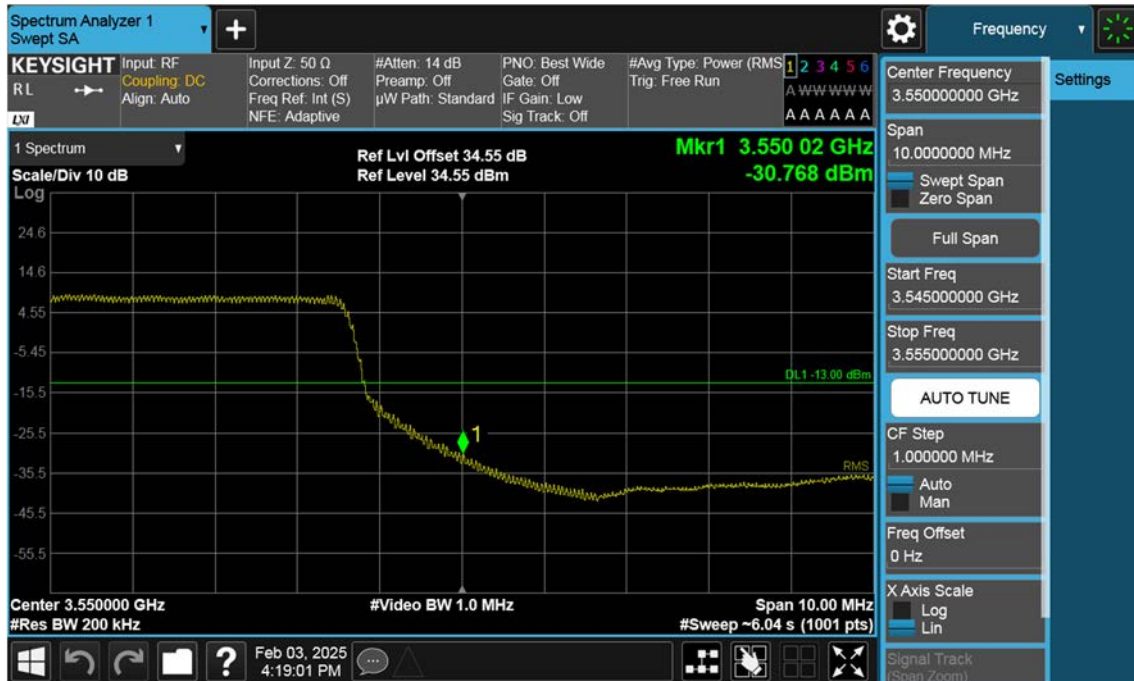 Spectrum Analyzer 1
Swept SA
+
Frequency
KEYSIGHT
RL
LXI
Input: RF
Coupling: DC
Align: Auto
Input Z: 50 Ω
Corrections: Off
Freq Ref: Int (S)
NFE: Adaptive
#Atten: 14 dB
Preamp: Off
µW Path: Standard
PNO: Best Wide
Gate: Off
IF Gain: Low
Sig Track: Off
#Avg Type: Power (RMS
Trig: Free Run
1 2 3 4 5 6
A W W W W W
A A A A A A
1 Spectrum
Scale/Div 10 dB
Ref Lvl Offset 34.55 dB
Ref Level 34.55 dBm
Mkr1 3.550 02 GHz
-30.768 dBm
Log
24.6
14.6
4.55
-5.45
-15.5
-25.5
-35.5
-45.5
-55.5
DL1 -13.00 dBm
1
RMS
Center 3.550000 GHz
#Res BW 200 kHz
#Video BW 1.0 MHz
Span 10.00 MHz
#Sweep ~6.04 s (1001 pts)
Center Frequency
3.550000000 GHz
Settings
Span
10.0000000 MHz
Swept Span
Zero Span
Full Span
Start Freq
3.545000000 GHz
Stop Freq
3.555000000 GHz
AUTO TUNE
CF Step
1.000000 MHz
Auto
Man
Freq Offset
0 Hz
X Axis Scale
Log
Lin
Signal Track
(Span Zoom)
?
Feb 03, 2025
4:19:01 PM